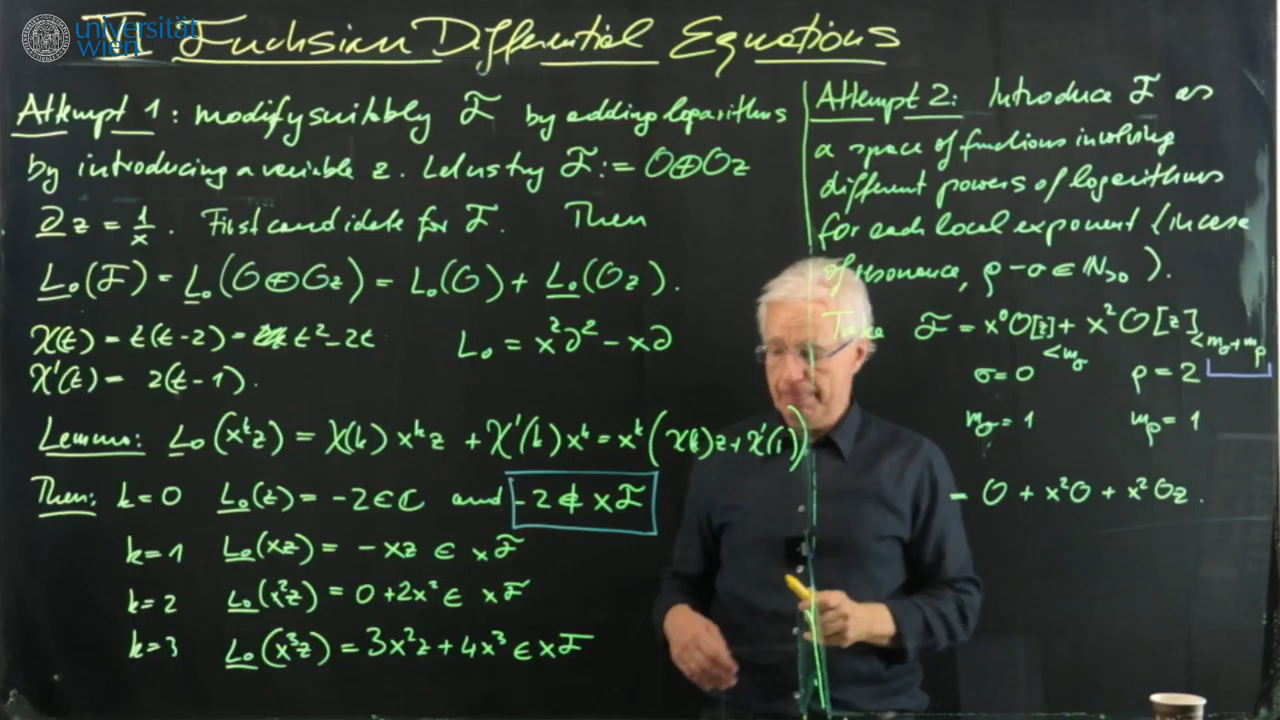 universität
wien
II Fuchsian Differential Equations
Attempt 1: modify suitably F by adding logarithms
by introducing a variable z. Let us try F := O⊕Oz
∂z = 1/x. First candidate for F. Then
L₀(F) = L₀(O⊕Oz) = L₀(O) + L₀(Oz).
χ(t) = t(t-2) = t² - 2t
L₀ = x²∂² - x∂
χ'(t) = 2(t-1).
Lemma: L₀(xᵏz) = χ(k) xᵏz + χ'(k) xᵏ = xᵏ(χ(k)z + χ'(k))
Then: k=0 L₀(z) = -2 ∈ ℂ and -2 ∉ xF
k=1 L₀(xz) = -xz ∈ xF
k=2 L₀(x²z) = 0 + 2x² ∈ xF
k=3 L₀(x³z) = 3x²z + 4x³ ∈ xF
Attempt 2: Introduce F as
a space of functions involving
different powers of logarithms
for each local exponent (in case
of resonance, ρ-σ ∈ ℕ>0).
Take F = x⁰O[z]<mσ + x²O[z]<mσ+mρ
σ=0 ρ=2
mσ=1 mρ=1
= O + x²O + x²Oz.